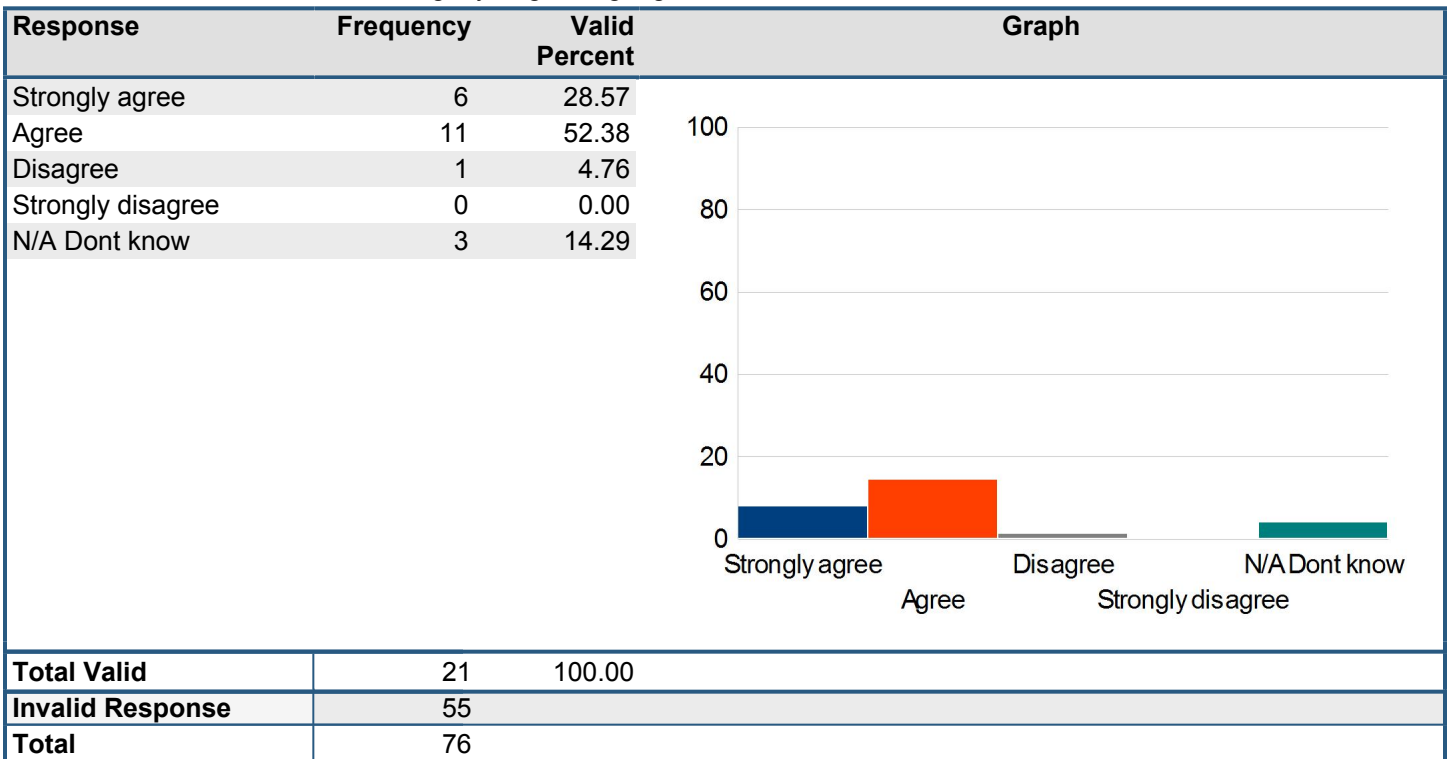 Response Frequency Valid Percent Graph
Strongly agree 6 28.57
Agree 11 52.38
Disagree 1 4.76
Strongly disagree 0 0.00
N/A Dont know 3 14.29
100
80
60
40
20
0
Strongly agree Disagree N/A Dont know
Agree Strongly disagree
Total Valid 21 100.00
Invalid Response 55
Total 76